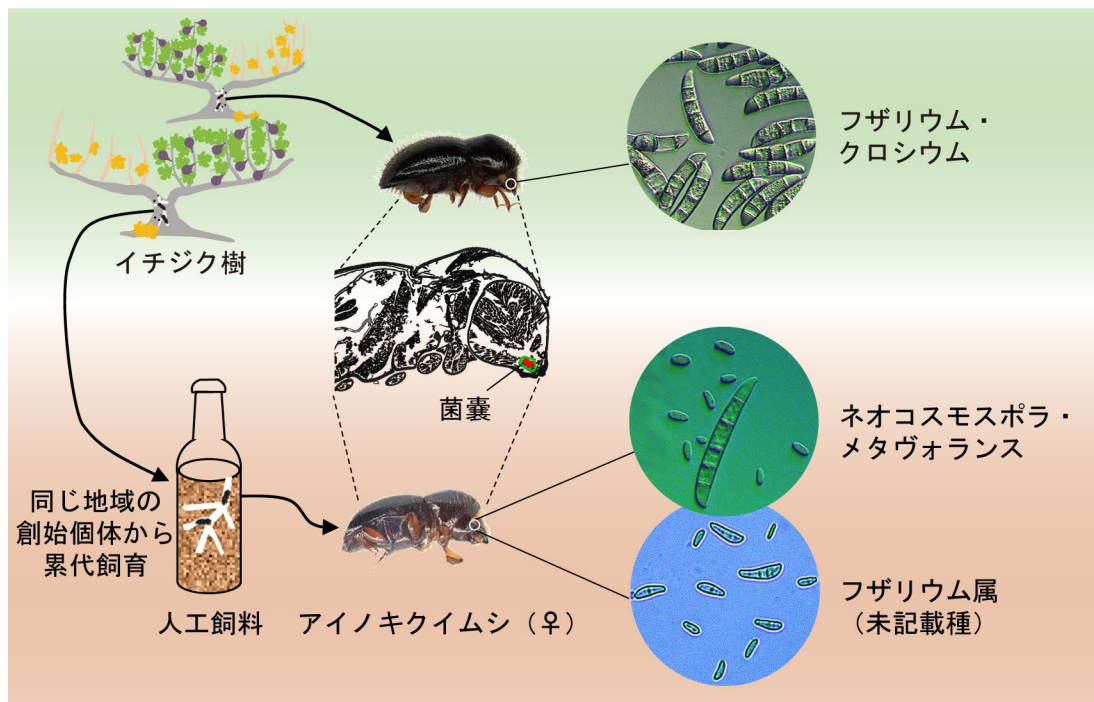 フザリウム・
クロシウム
イチジク樹
菌嚢
ネオコスモスポラ・
メタヴォランス
同じ地域の
創始個体から
累代飼育
人工飼料
アイノキクイムシ（♀）
フザリウム属
（未記載種）